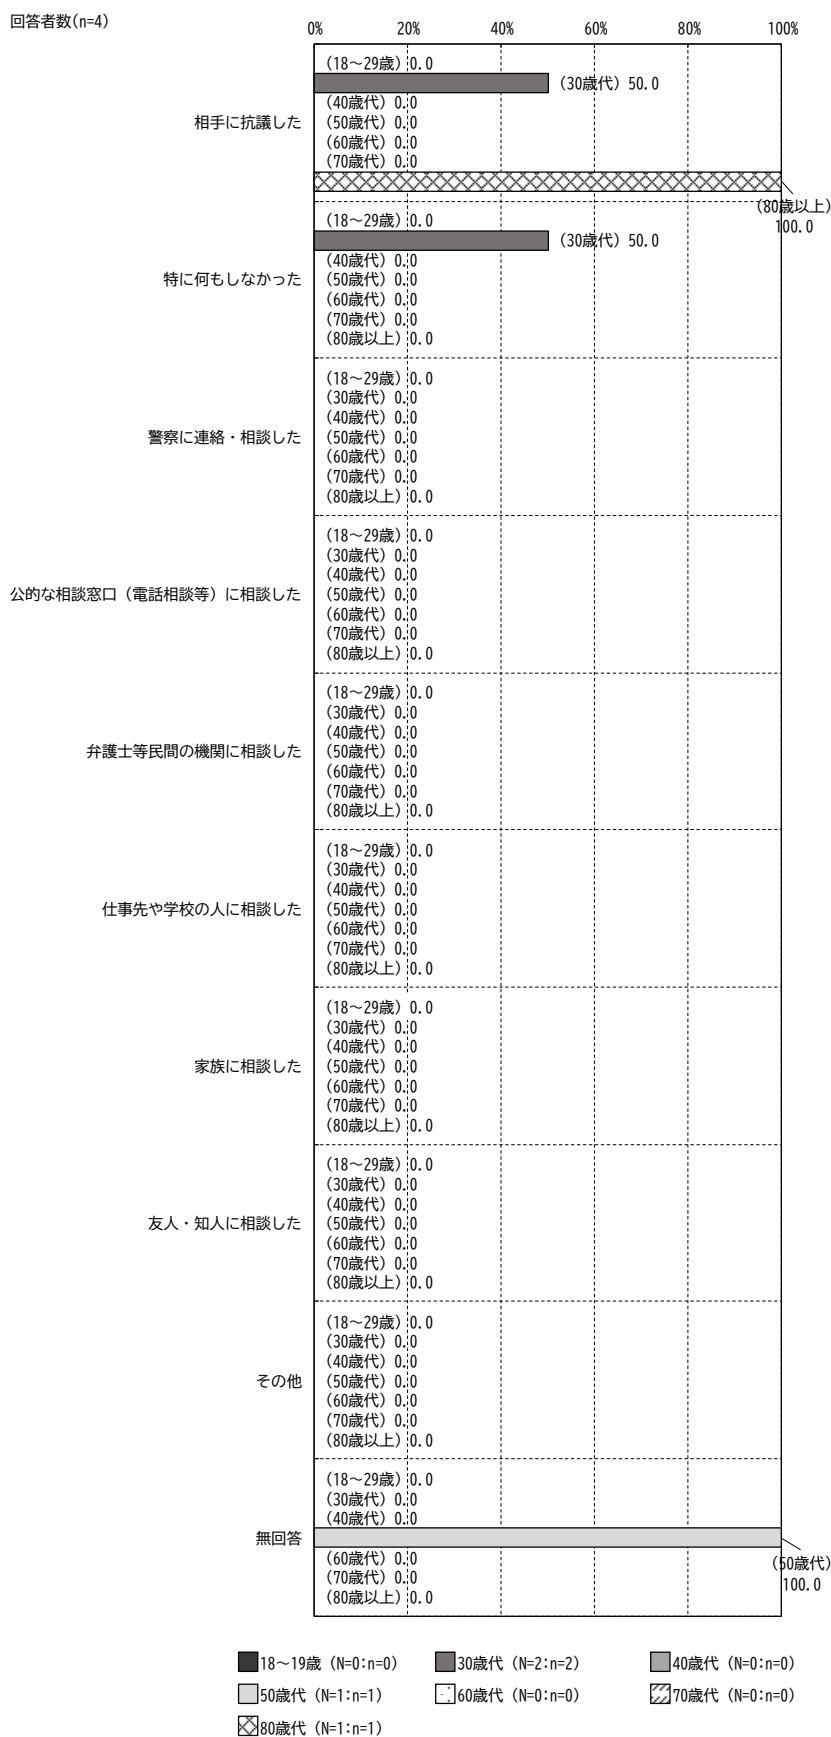 回答者数(n=4)
0% 20% 40% 60% 80% 100%
相手に抗議した
(18～29歳) 0.0
(30歳代) 50.0
(40歳代) 0.0
(50歳代) 0.0
(60歳代) 0.0
(70歳代) 0.0
(80歳以上)
100.0
特に何もしなかった
(18～29歳) 0.0
(30歳代) 50.0
(40歳代) 0.0
(50歳代) 0.0
(60歳代) 0.0
(70歳代) 0.0
(80歳以上) 0.0
警察に連絡・相談した
(18～29歳) 0.0
(30歳代) 0.0
(40歳代) 0.0
(50歳代) 0.0
(60歳代) 0.0
(70歳代) 0.0
(80歳以上) 0.0
公的な相談窓口（電話相談等）に相談した
(18～29歳) 0.0
(30歳代) 0.0
(40歳代) 0.0
(50歳代) 0.0
(60歳代) 0.0
(70歳代) 0.0
(80歳以上) 0.0
弁護士等民間の機関に相談した
(18～29歳) 0.0
(30歳代) 0.0
(40歳代) 0.0
(50歳代) 0.0
(60歳代) 0.0
(70歳代) 0.0
(80歳以上) 0.0
仕事先や学校の人に相談した
(18～29歳) 0.0
(30歳代) 0.0
(40歳代) 0.0
(50歳代) 0.0
(60歳代) 0.0
(70歳代) 0.0
(80歳以上) 0.0
家族に相談した
(18～29歳) 0.0
(30歳代) 0.0
(40歳代) 0.0
(50歳代) 0.0
(60歳代) 0.0
(70歳代) 0.0
(80歳以上) 0.0
友人・知人に相談した
(18～29歳) 0.0
(30歳代) 0.0
(40歳代) 0.0
(50歳代) 0.0
(60歳代) 0.0
(70歳代) 0.0
(80歳以上) 0.0
その他
(18～29歳) 0.0
(30歳代) 0.0
(40歳代) 0.0
(50歳代) 0.0
(60歳代) 0.0
(70歳代) 0.0
(80歳以上) 0.0
無回答
(18～29歳) 0.0
(30歳代) 0.0
(40歳代) 0.0
(50歳代)
100.0
(60歳代) 0.0
(70歳代) 0.0
(80歳以上) 0.0
18～19歳 (N=0:n=0) 30歳代 (N=2:n=2) 40歳代 (N=0:n=0)
50歳代 (N=1:n=1) 60歳代 (N=0:n=0) 70歳代 (N=0:n=0)
80歳代 (N=1:n=1)